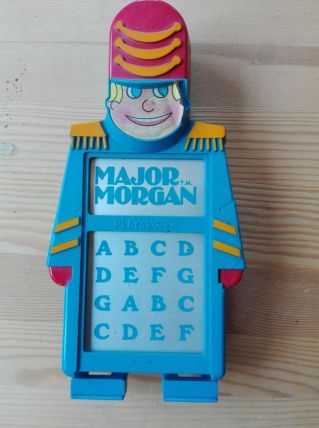 MAJOR T.M.
MORGAN
PLAYSKOOL
A B C D
D E F G
G A B C
C D E F